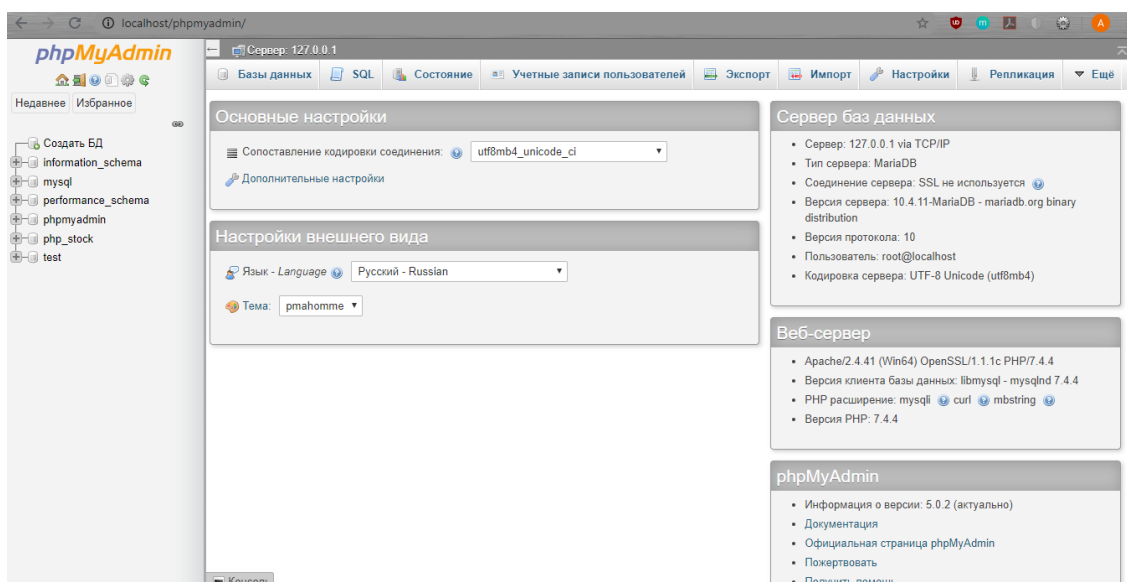 localhost/phpmyadmin/
phpMyAdmin
Недавнее Избранное
Создать БД
information_schema
mysql
performance_schema
phpmyadmin
php_stock
test
Сервер: 127.0.0.1
Базы данных SQL Состояние Учетные записи пользователей Экспорт Импорт Настройки Репликация Ещё
Основные настройки
Сопоставление кодировки соединения: utf8mb4_unicode_ci
Дополнительные настройки
Настройки внешнего вида
Язык - Language Русский - Russian
Тема: pmahomme
Сервер баз данных
Сервер: 127.0.0.1 via TCP/IP
Тип сервера: MariaDB
Соединение сервера: SSL не используется
Версия сервера: 10.4.11-MariaDB - mariadb.org binary
distribution
Версия протокола: 10
Пользователь: root@localhost
Кодировка сервера: UTF-8 Unicode (utf8mb4)
Веб-сервер
Apache/2.4.41 (Win64) OpenSSL/1.1.1c PHP/7.4.4
Версия клиента базы данных: libmysql - mysqlnd 7.4.4
PHP расширение: mysqli curl mbstring
Версия PHP: 7.4.4
phpMyAdmin
Информация о версии: 5.0.2 (актуально)
Документация
Официальная страница phpMyAdmin
Пожертвовать
Получить помощь
Консоль